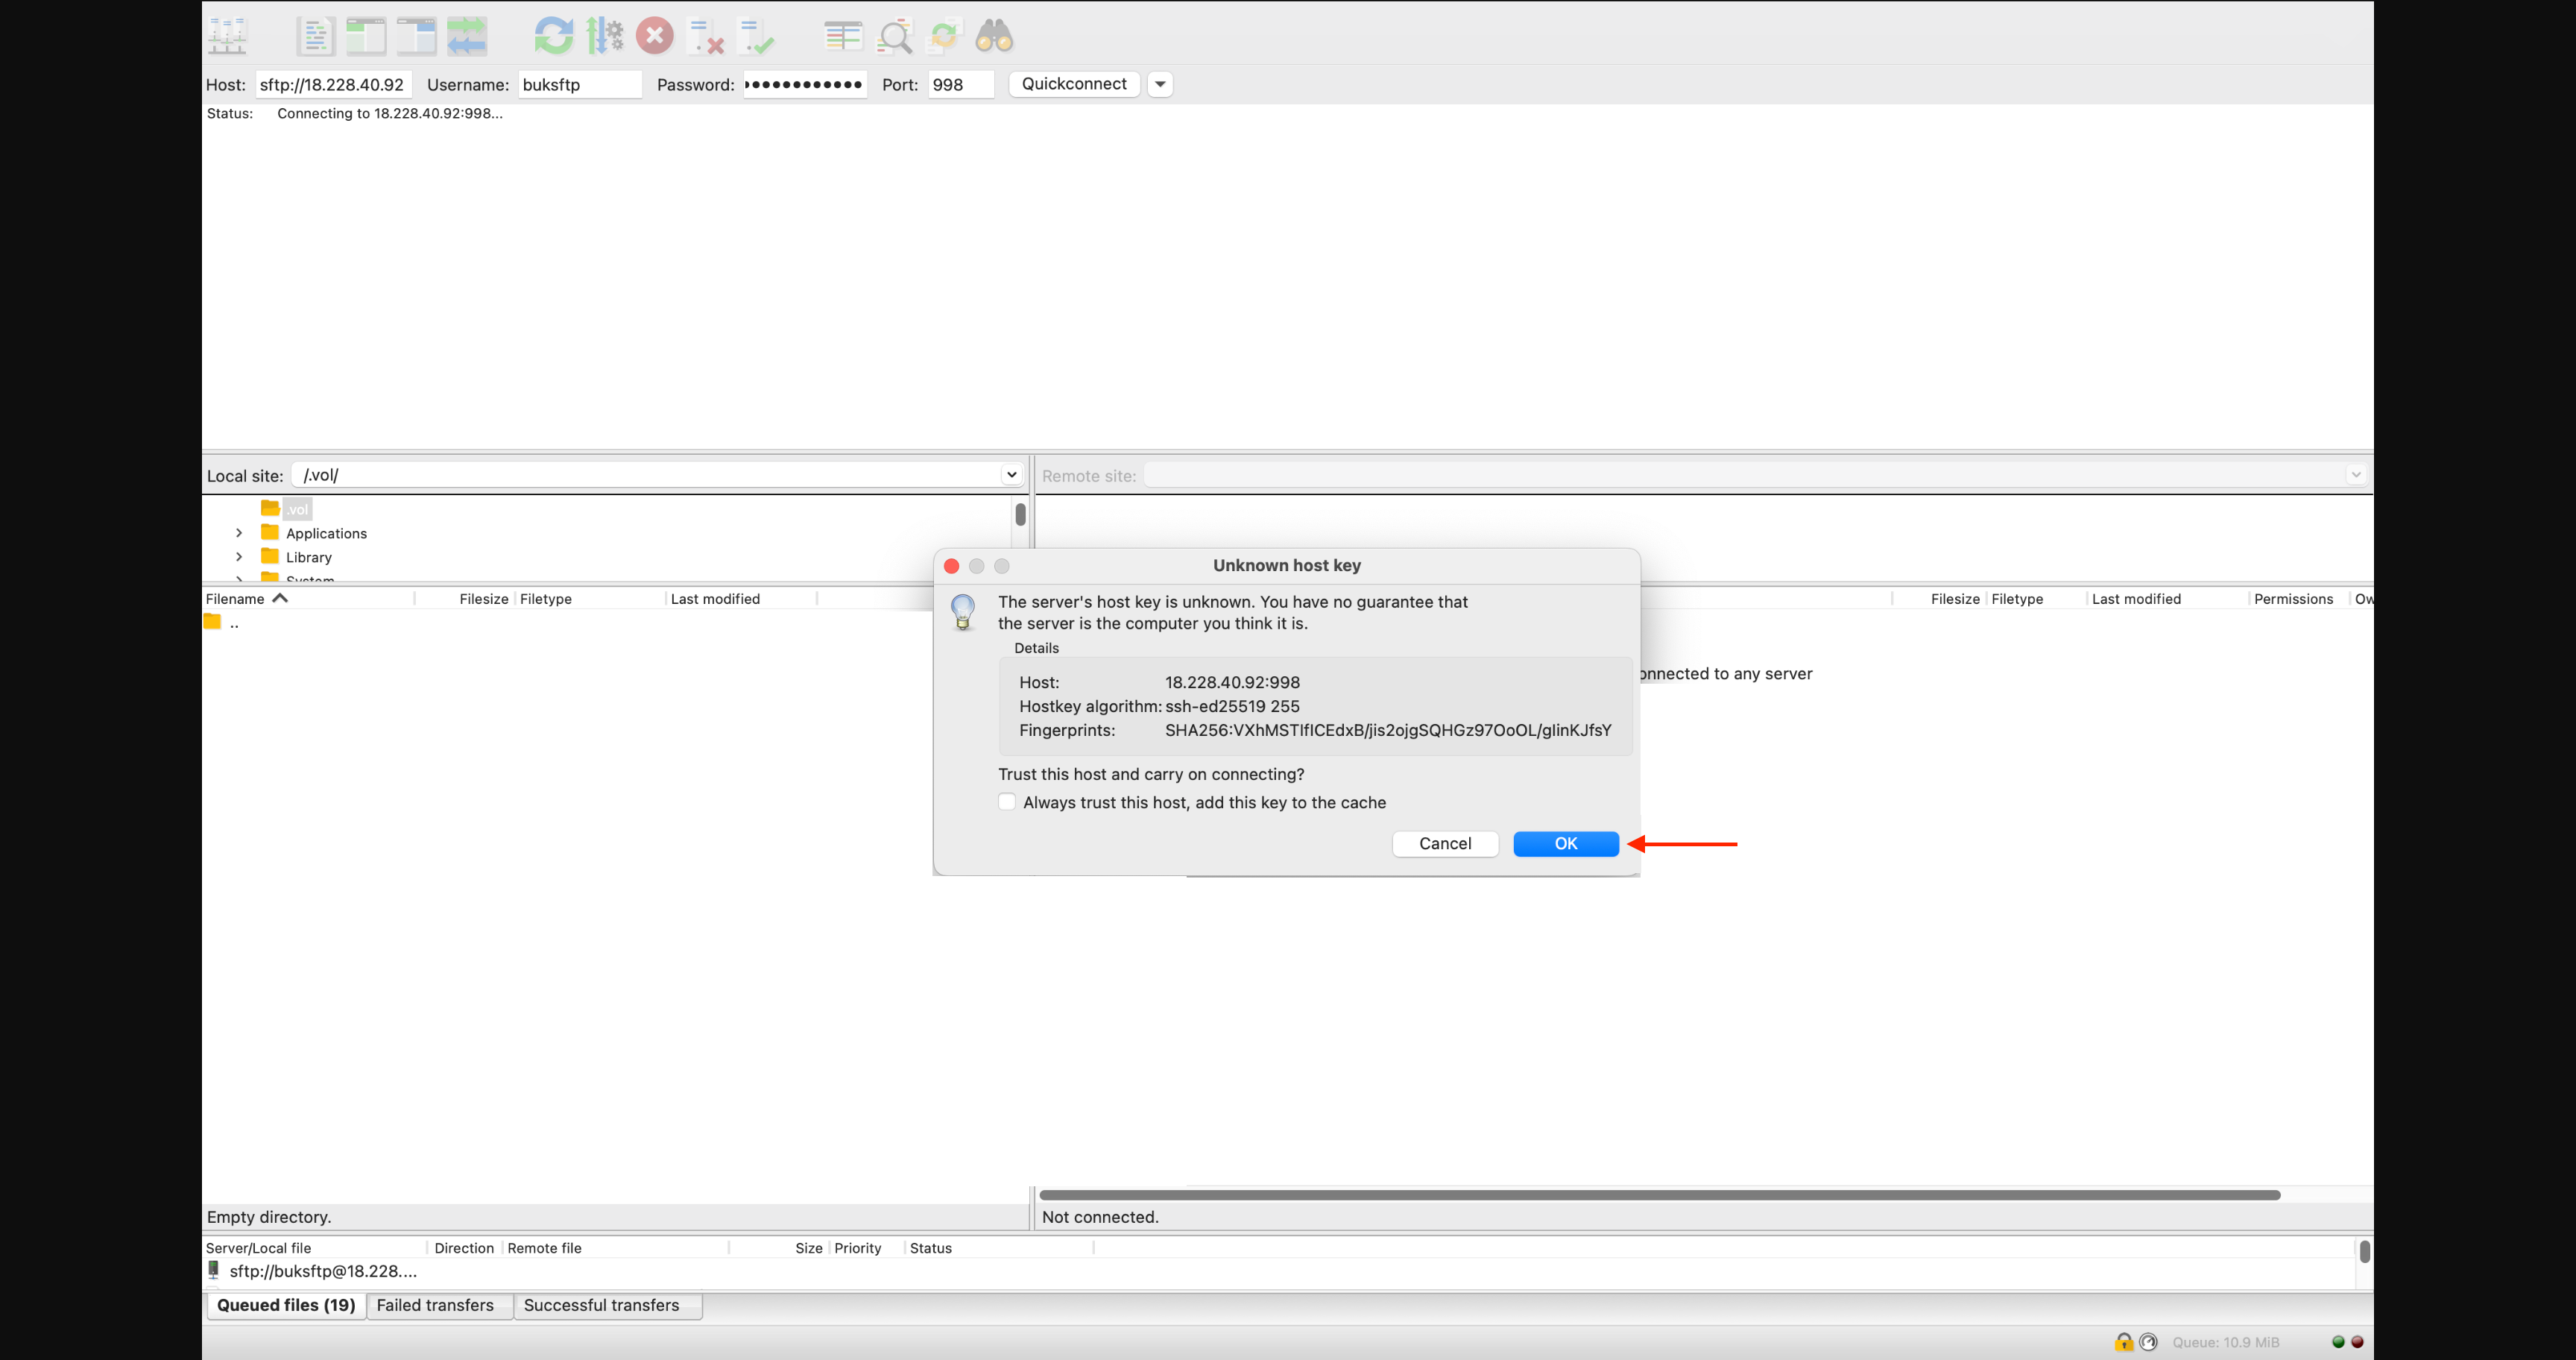 Host: sftp://18.228.40.92 Username: buksftp Password: ●●●●●●●●●●●● Port: 998 Quickconnect
Status: Connecting to 18.228.40.92:998...
Local site: /.vol/
Remote site:
.vol
Applications
Library
System
Filename Filesize Filetype Last modified
..
Filesize Filetype Last modified Permissions Ow
onnected to any server
Unknown host key
The server's host key is unknown. You have no guarantee that
the server is the computer you think it is.
Details
Host: 18.228.40.92:998
Hostkey algorithm: ssh-ed25519 255
Fingerprints:
Trust this host and carry on connecting?
Always trust this host, add this key to the cache
Cancel OK
Empty directory.
Not connected.
Server/Local file Direction Remote file Size Priority Status
sftp://buksftp@18.228....
Queued files (19) Failed transfers Successful transfers
Queue: 10.9 MiB